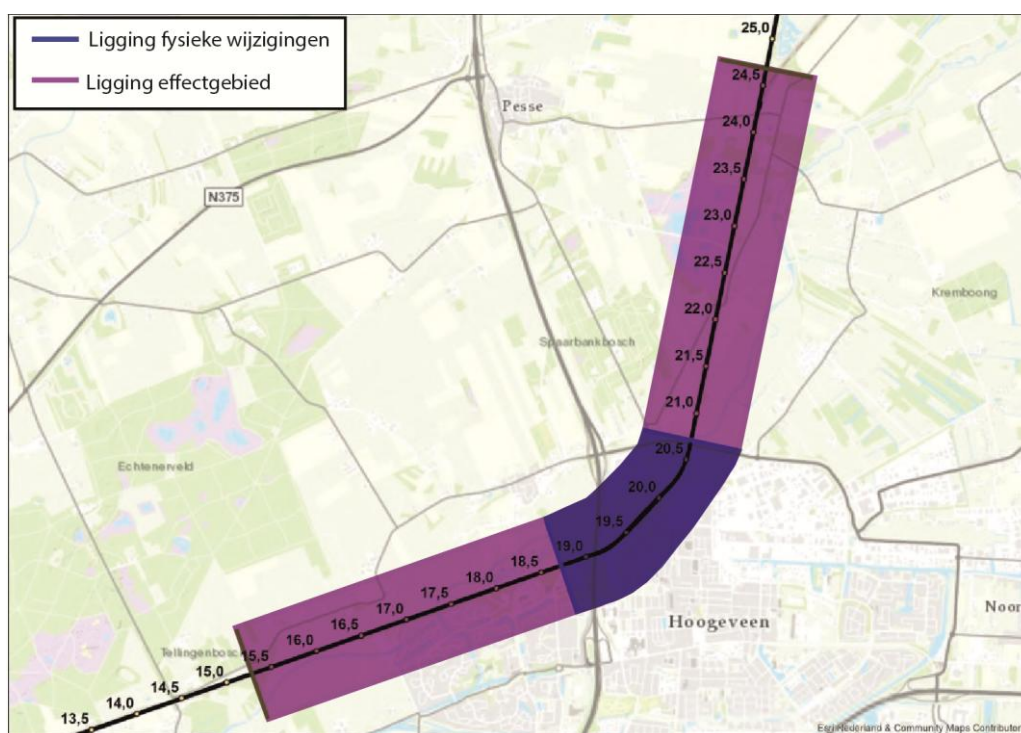 Ligging fysieke wijzigingen
Ligging effectgebied
25,0
24,5
Pesse
24,0
23,5
N375
23,0
22,5
Kremboong
22,0
Spaarbankbosch
21,5
21,0
20,5
Echtenerveld
20,0
19,5
19,0
18,5
18,0
17,5
17,0
Hoogeveen
Noor
16,5
16,0
Tellingenbosc
15,5
15,0
14,5
14,0
13,5
Esri Nederland & Community Maps Contributor